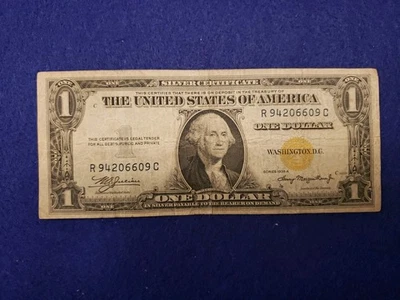 SILVER CERTIFICATE
THIS CERTIFIES THAT THERE IS ON DEPOSIT IN THE TREASURY OF
THE UNITED STATES OF AMERICA
1
1
C
R 94206609 C
ONE DOLLAR
THIS CERTIFICATE IS LEGAL TENDER
FOR ALL DEBTS, PUBLIC AND PRIVATE
WASHINGTON, D.C.
R 94206609 C
SERIES 1935 A
1
1
ONE DOLLAR
IN SILVER PAYABLE TO THE BEARER ON DEMAND